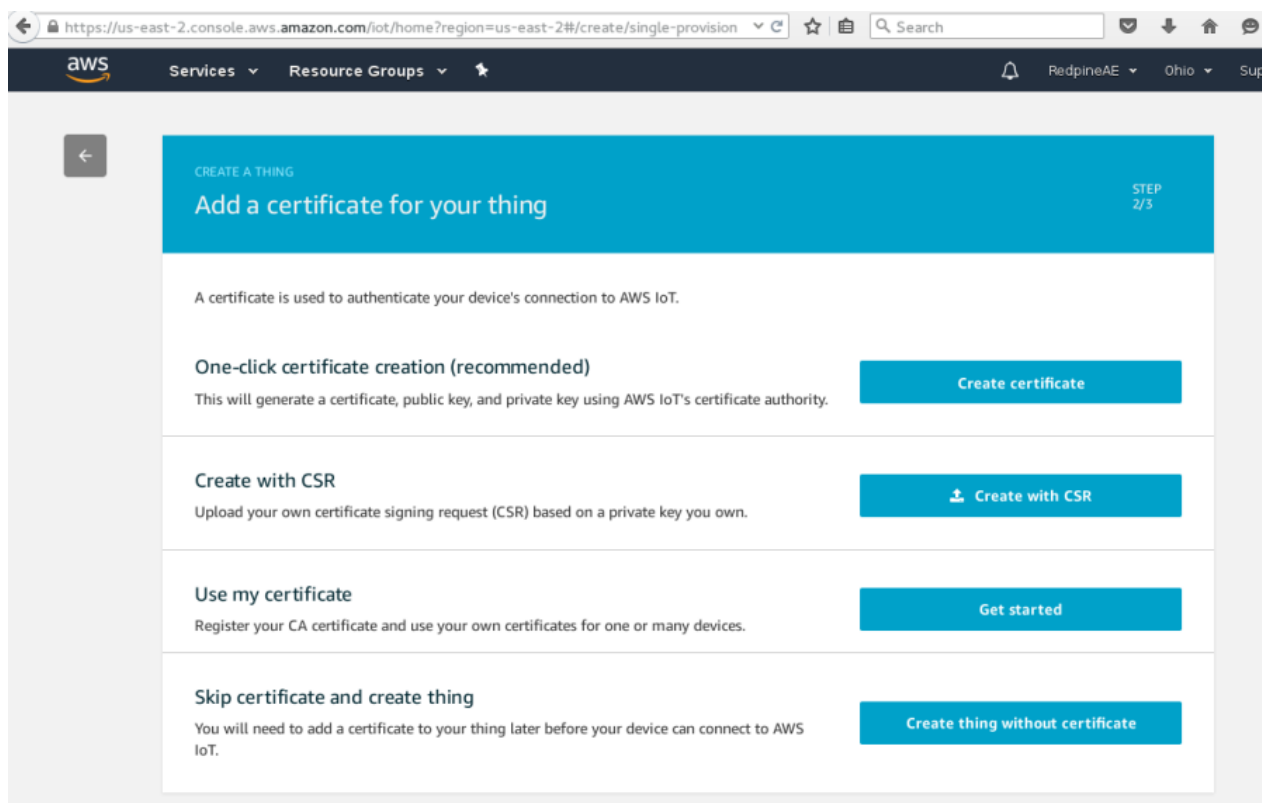 https://us-east-2.console.aws.amazon.com/iot/home?region=us-east-2#/create/single-provision
Search
aws
Services
Resource Groups
RedpineAE
Ohio
Sup
CREATE A THING
Add a certificate for your thing
STEP
2/3
A certificate is used to authenticate your device's connection to AWS IoT.
One-click certificate creation (recommended)
This will generate a certificate, public key, and private key using AWS IoT's certificate authority.
Create certificate
Create with CSR
Upload your own certificate signing request (CSR) based on a private key you own.
Create with CSR
Use my certificate
Register your CA certificate and use your own certificates for one or many devices.
Get started
Skip certificate and create thing
You will need to add a certificate to your thing later before your device can connect to AWS
IoT.
Create thing without certificate